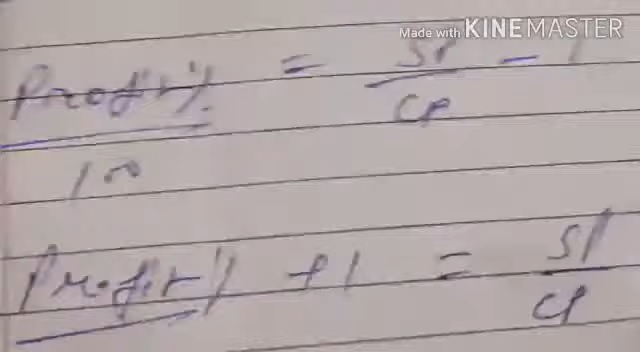 Made with KINEMASTER
Profit% = SP/CP - 1
100
Profit% + 1 = SP/CP